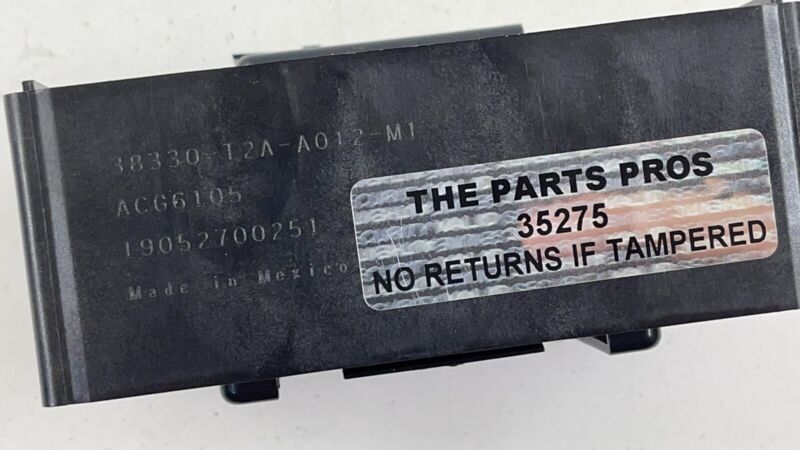 38330-T2A-A012-M1
ACG6105
19052700251
Made in Mexico
THE PARTS PROS
35275
NO RETURNS IF TAMPERED